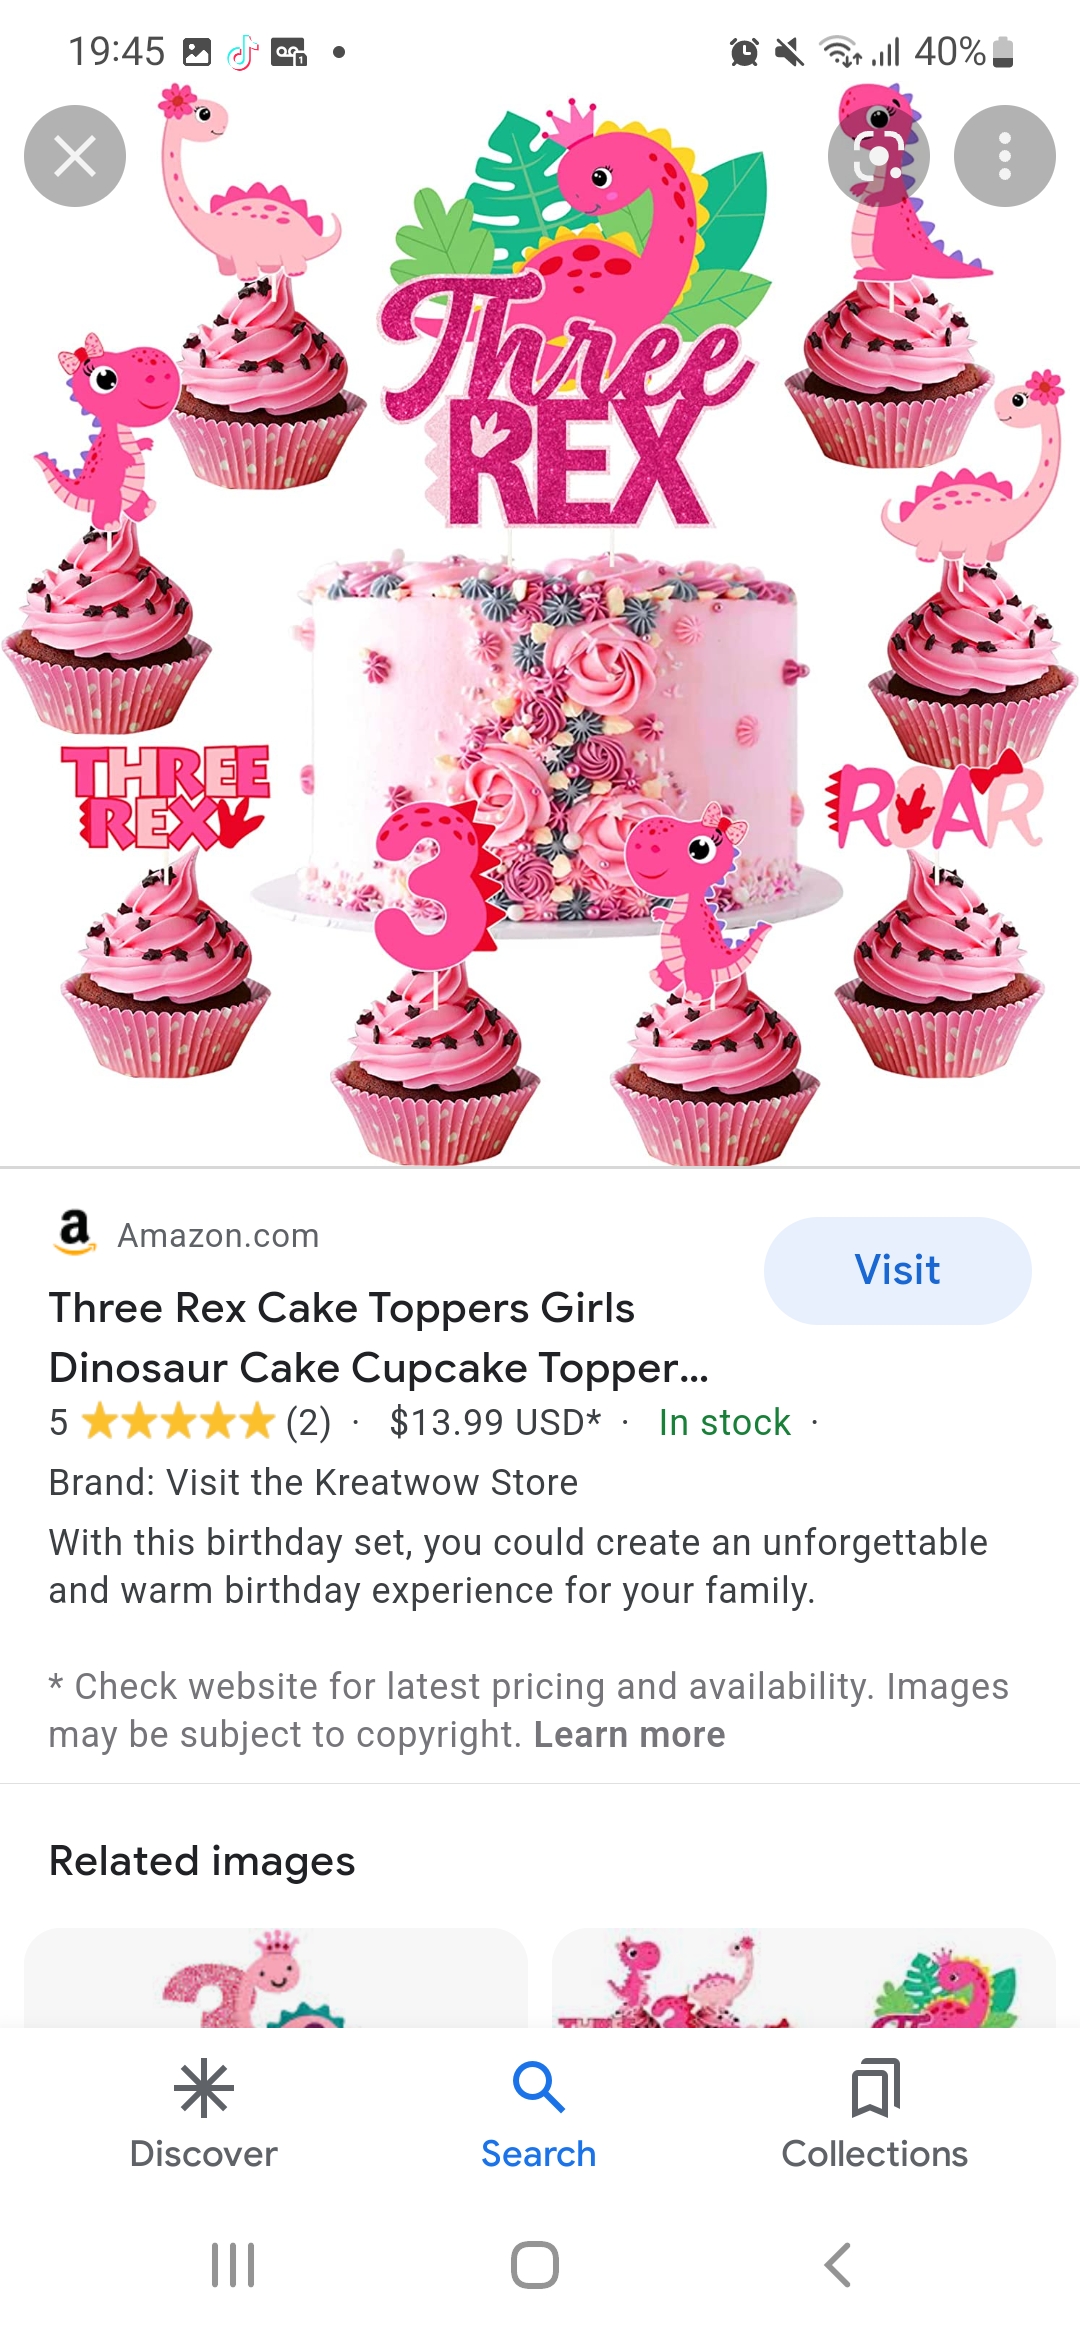 19:45
40%
Three
REX
THREE
REX
ROAR
3
a
Amazon.com
Visit
Three Rex Cake Toppers Girls
Dinosaur Cake Cupcake Topper...
5 ★★★★★ (2) · $13.99 USD* · In stock ·
Brand: Visit the Kreatwow Store
With this birthday set, you could create an unforgettable
and warm birthday experience for your family.
* Check website for latest pricing and availability. Images
may be subject to copyright. Learn more
Related images
3
Discover
Search
Collections